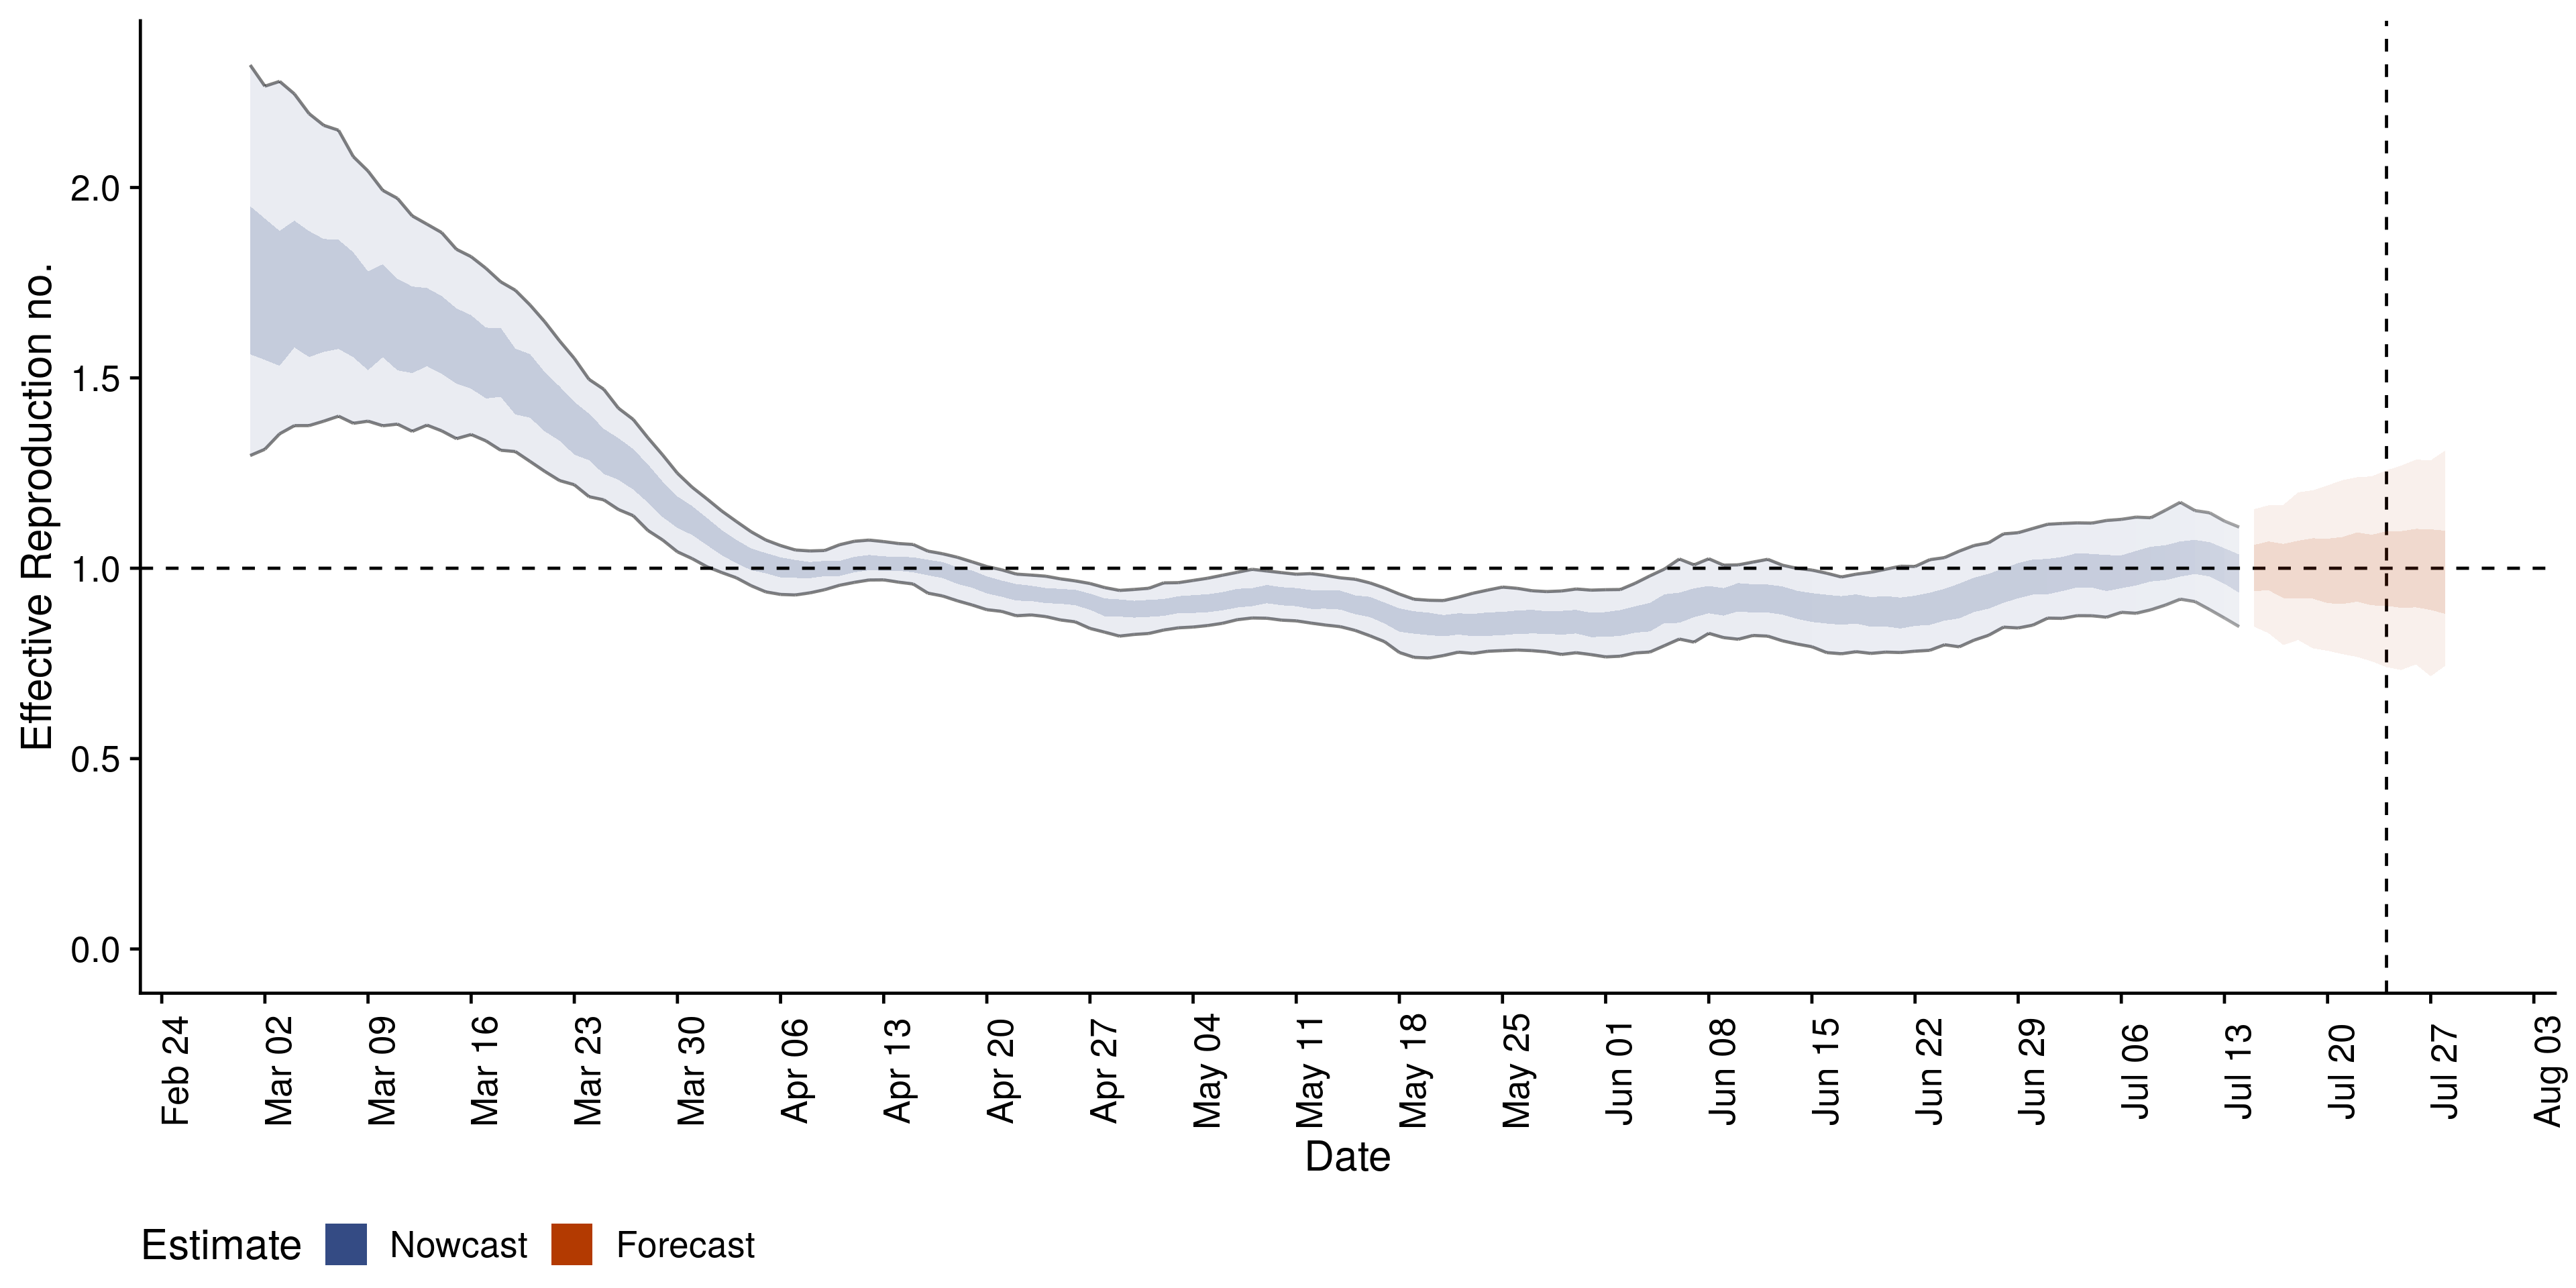 Effective Reproduction no.
2.0
1.5
1.0
0.5
0.0
Feb 24
Mar 02
Mar 09
Mar 16
Mar 23
Mar 30
Apr 06
Apr 13
Apr 20
Apr 27
May 04
May 11
May 18
May 25
Jun 01
Jun 08
Jun 15
Jun 22
Jun 29
Jul 06
Jul 13
Jul 20
Jul 27
Aug 03
Date
Estimate Nowcast Forecast